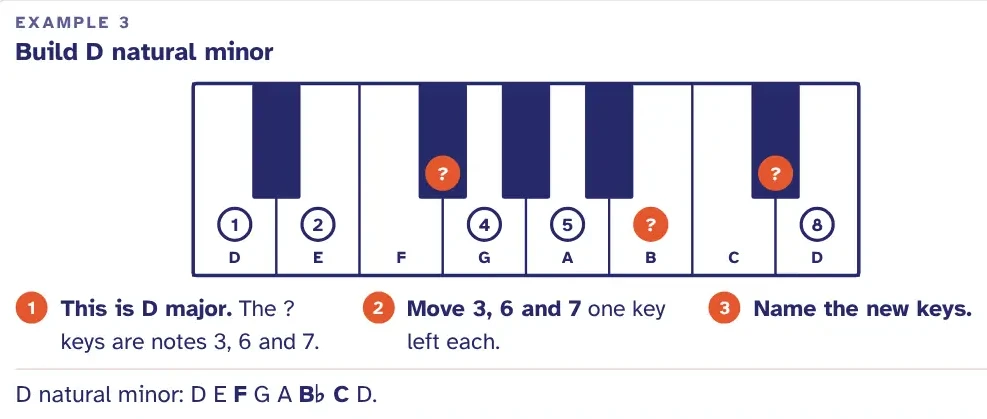 EXAMPLE 3
Build D natural minor
? ?
1 2 4 5 ? 8
D E F G A B C D
1 This is D major. The ?
keys are notes 3, 6 and 7.
2 Move 3, 6 and 7 one key
left each.
3 Name the new keys.
D natural minor: D E F G A B♭ C D.